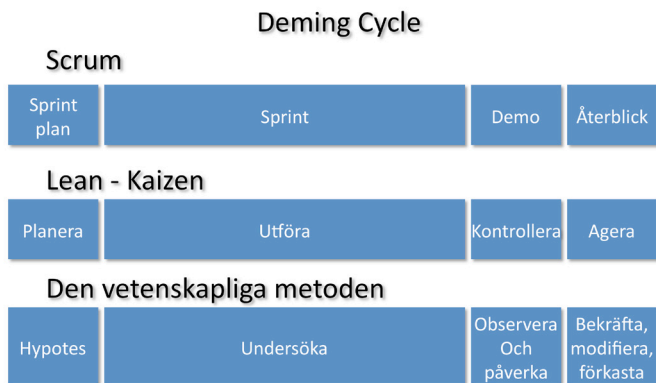 Deming Cycle
Scrum
Sprint
plan
Sprint
Demo
Återblick
Lean - Kaizen
Planera
Utföra
Kontrollera
Agera
Den vetenskapliga metoden
Hypotes
Undersöka
Observera
Och
påverka
Bekräfta,
modifiera,
förkasta